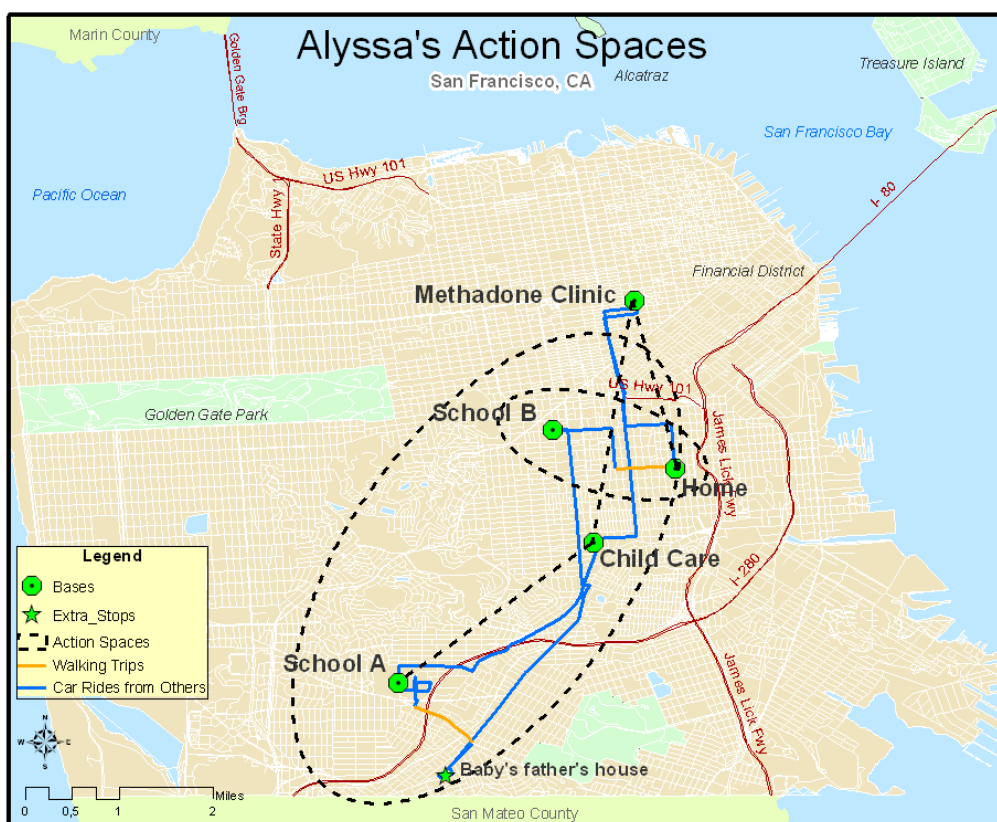 Marin County
Alyssa's Action Spaces
San Francisco, CA
Alcatraz
Treasure Island
Golden Gate Brg
San Francisco Bay
Pacific Ocean
US Hwy 101
State Hwy 1
I- 80
Financial District
Methadone Clinic
US Hwy 101
Golden Gate Park
School B
James Lick Fwy
Home
Child Care
I- 280
School A
James Lick Fwy
Baby's father's house
San Mateo County
Legend
Bases
Extra_Stops
Action Spaces
Walking Trips
Car Rides from Others
N
W
E
S
Miles
0 0,5 1 2